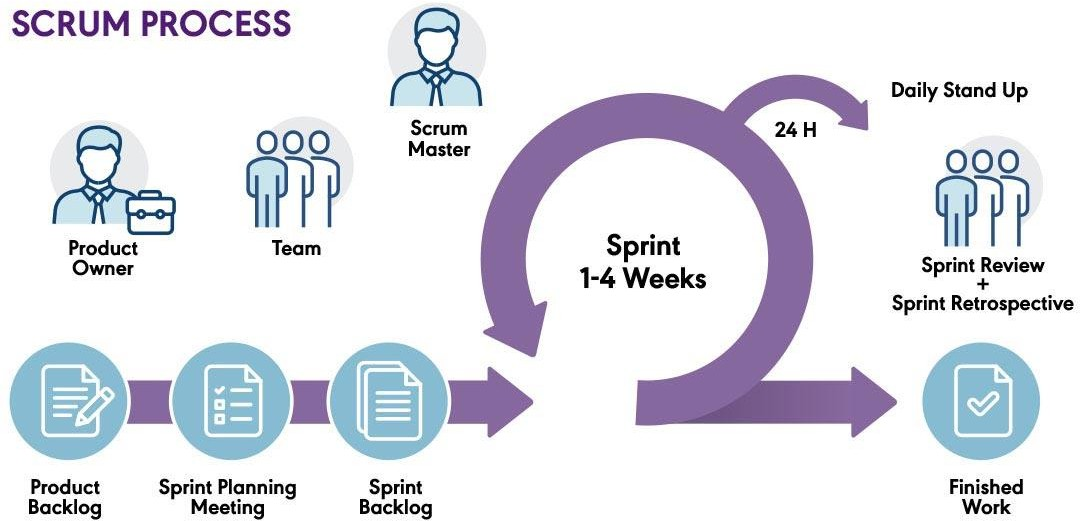 SCRUM PROCESS
Scrum
Master
Daily Stand Up
24 H
Product
Owner
Team
Sprint
1-4 Weeks
Sprint Review
+
Sprint Retrospective
Product
Backlog
Sprint Planning
Meeting
Sprint
Backlog
Finished
Work